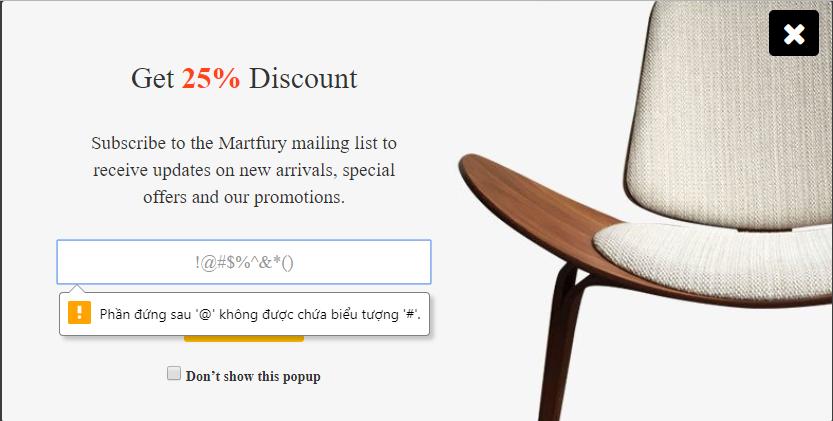 Get 25% Discount
Subscribe to the Martfury mailing list to
receive updates on new arrivals, special
offers and our promotions.
!@#$%^&*()
Phần đứng sau '@' không được chứa biểu tượng '#'.
Don't show this popup